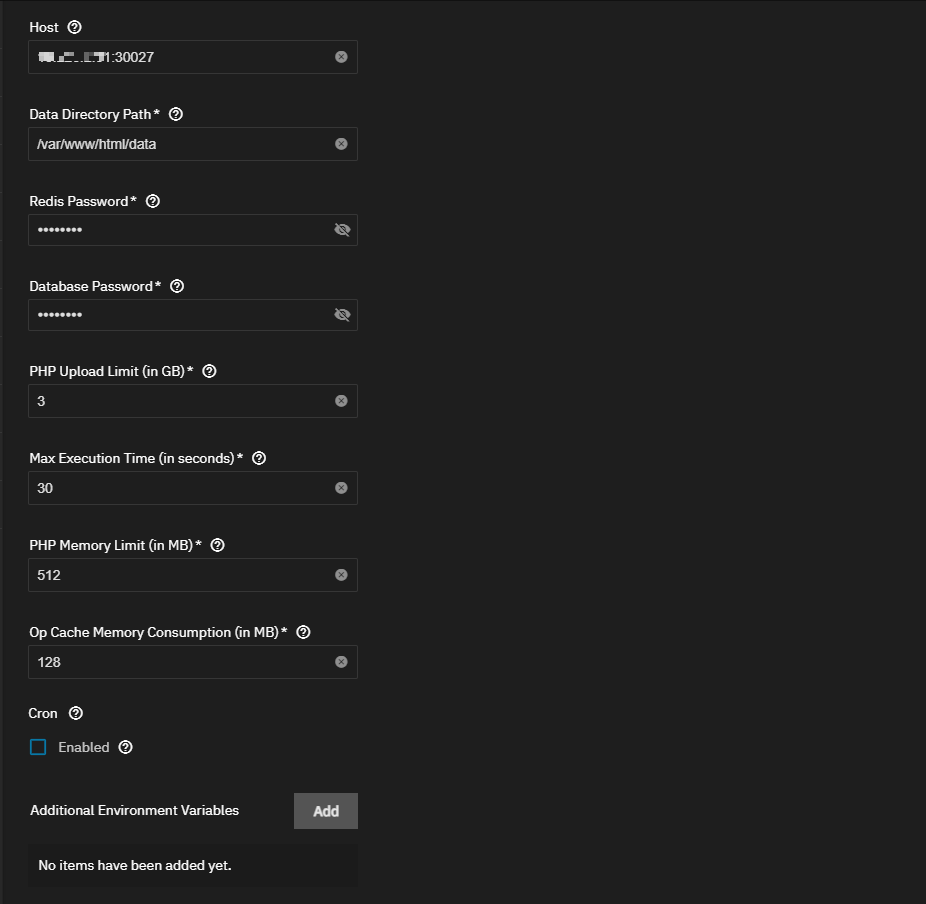 Host
1:30027
Data Directory Path*
/var/www/html/data
Redis Password*
••••••••
Database Password*
••••••••
PHP Upload Limit (in GB)*
3
Max Execution Time (in seconds)*
30
PHP Memory Limit (in MB)*
512
Op Cache Memory Consumption (in MB)*
128
Cron
Enabled
Additional Environment Variables
Add
No items have been added yet.